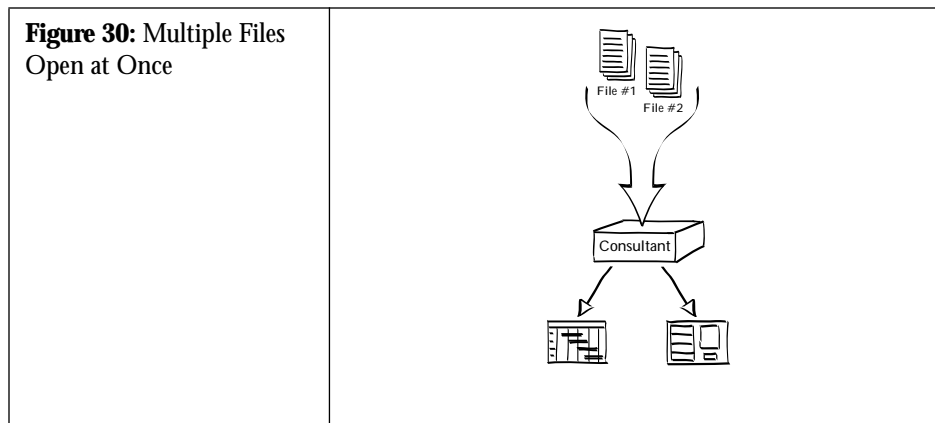 Figure 30: Multiple Files
Open at Once
File #1
File #2
Consultant